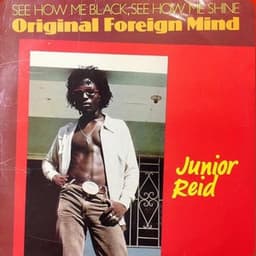 SEE HOW ME BLACK, SEE HOW ME SHINE
Original Foreign Mind
Junior
Reid